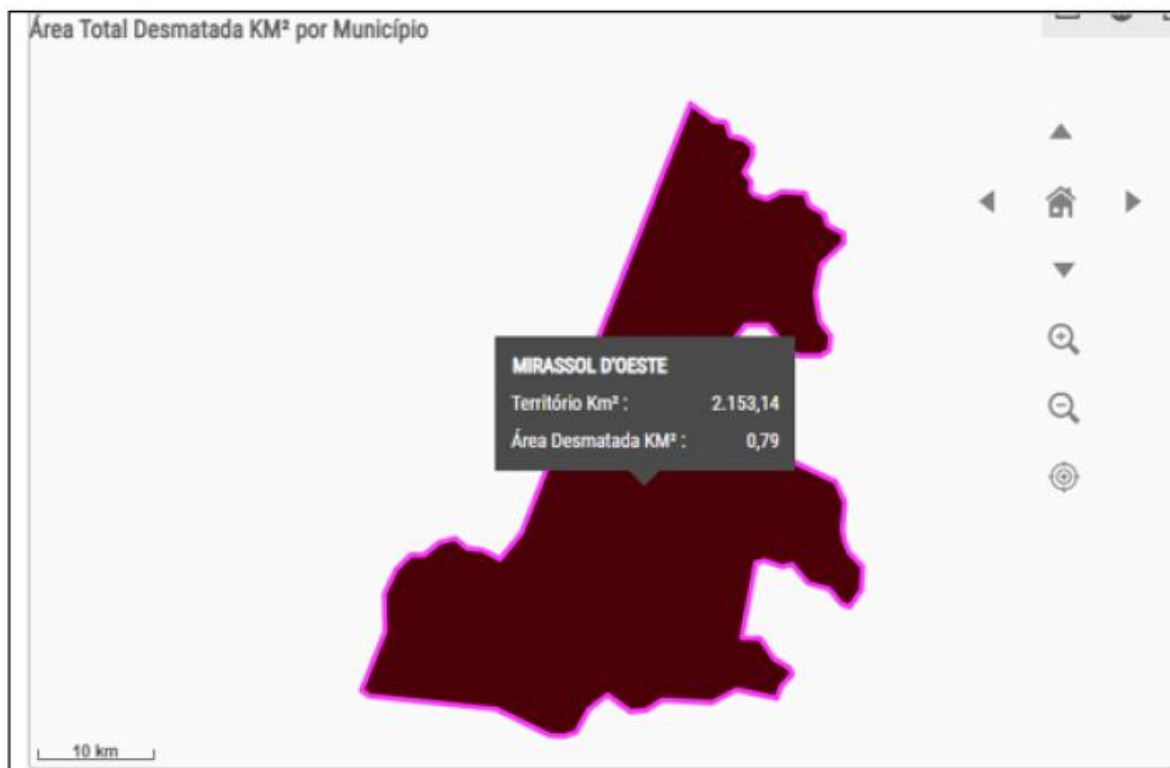 Área Total Desmatada KM² por Município
MIRASSOL D'OESTE
Território Km² : 2.153,14
Área Desmatada KM² : 0,79
10 km